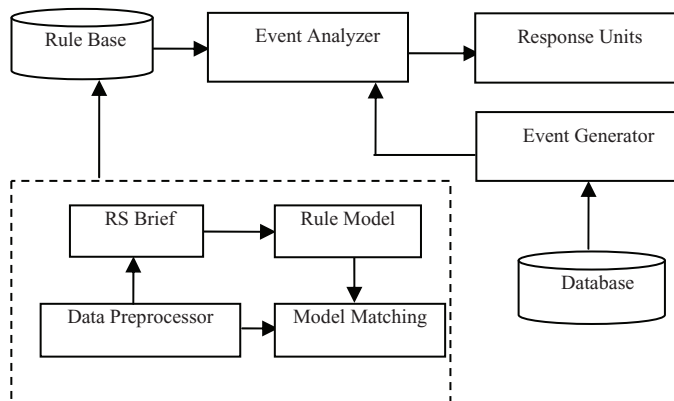 Rule Base
Event Analyzer
Response Units
Event Generator
RS Brief
Rule Model
Database
Data Preprocessor
Model Matching